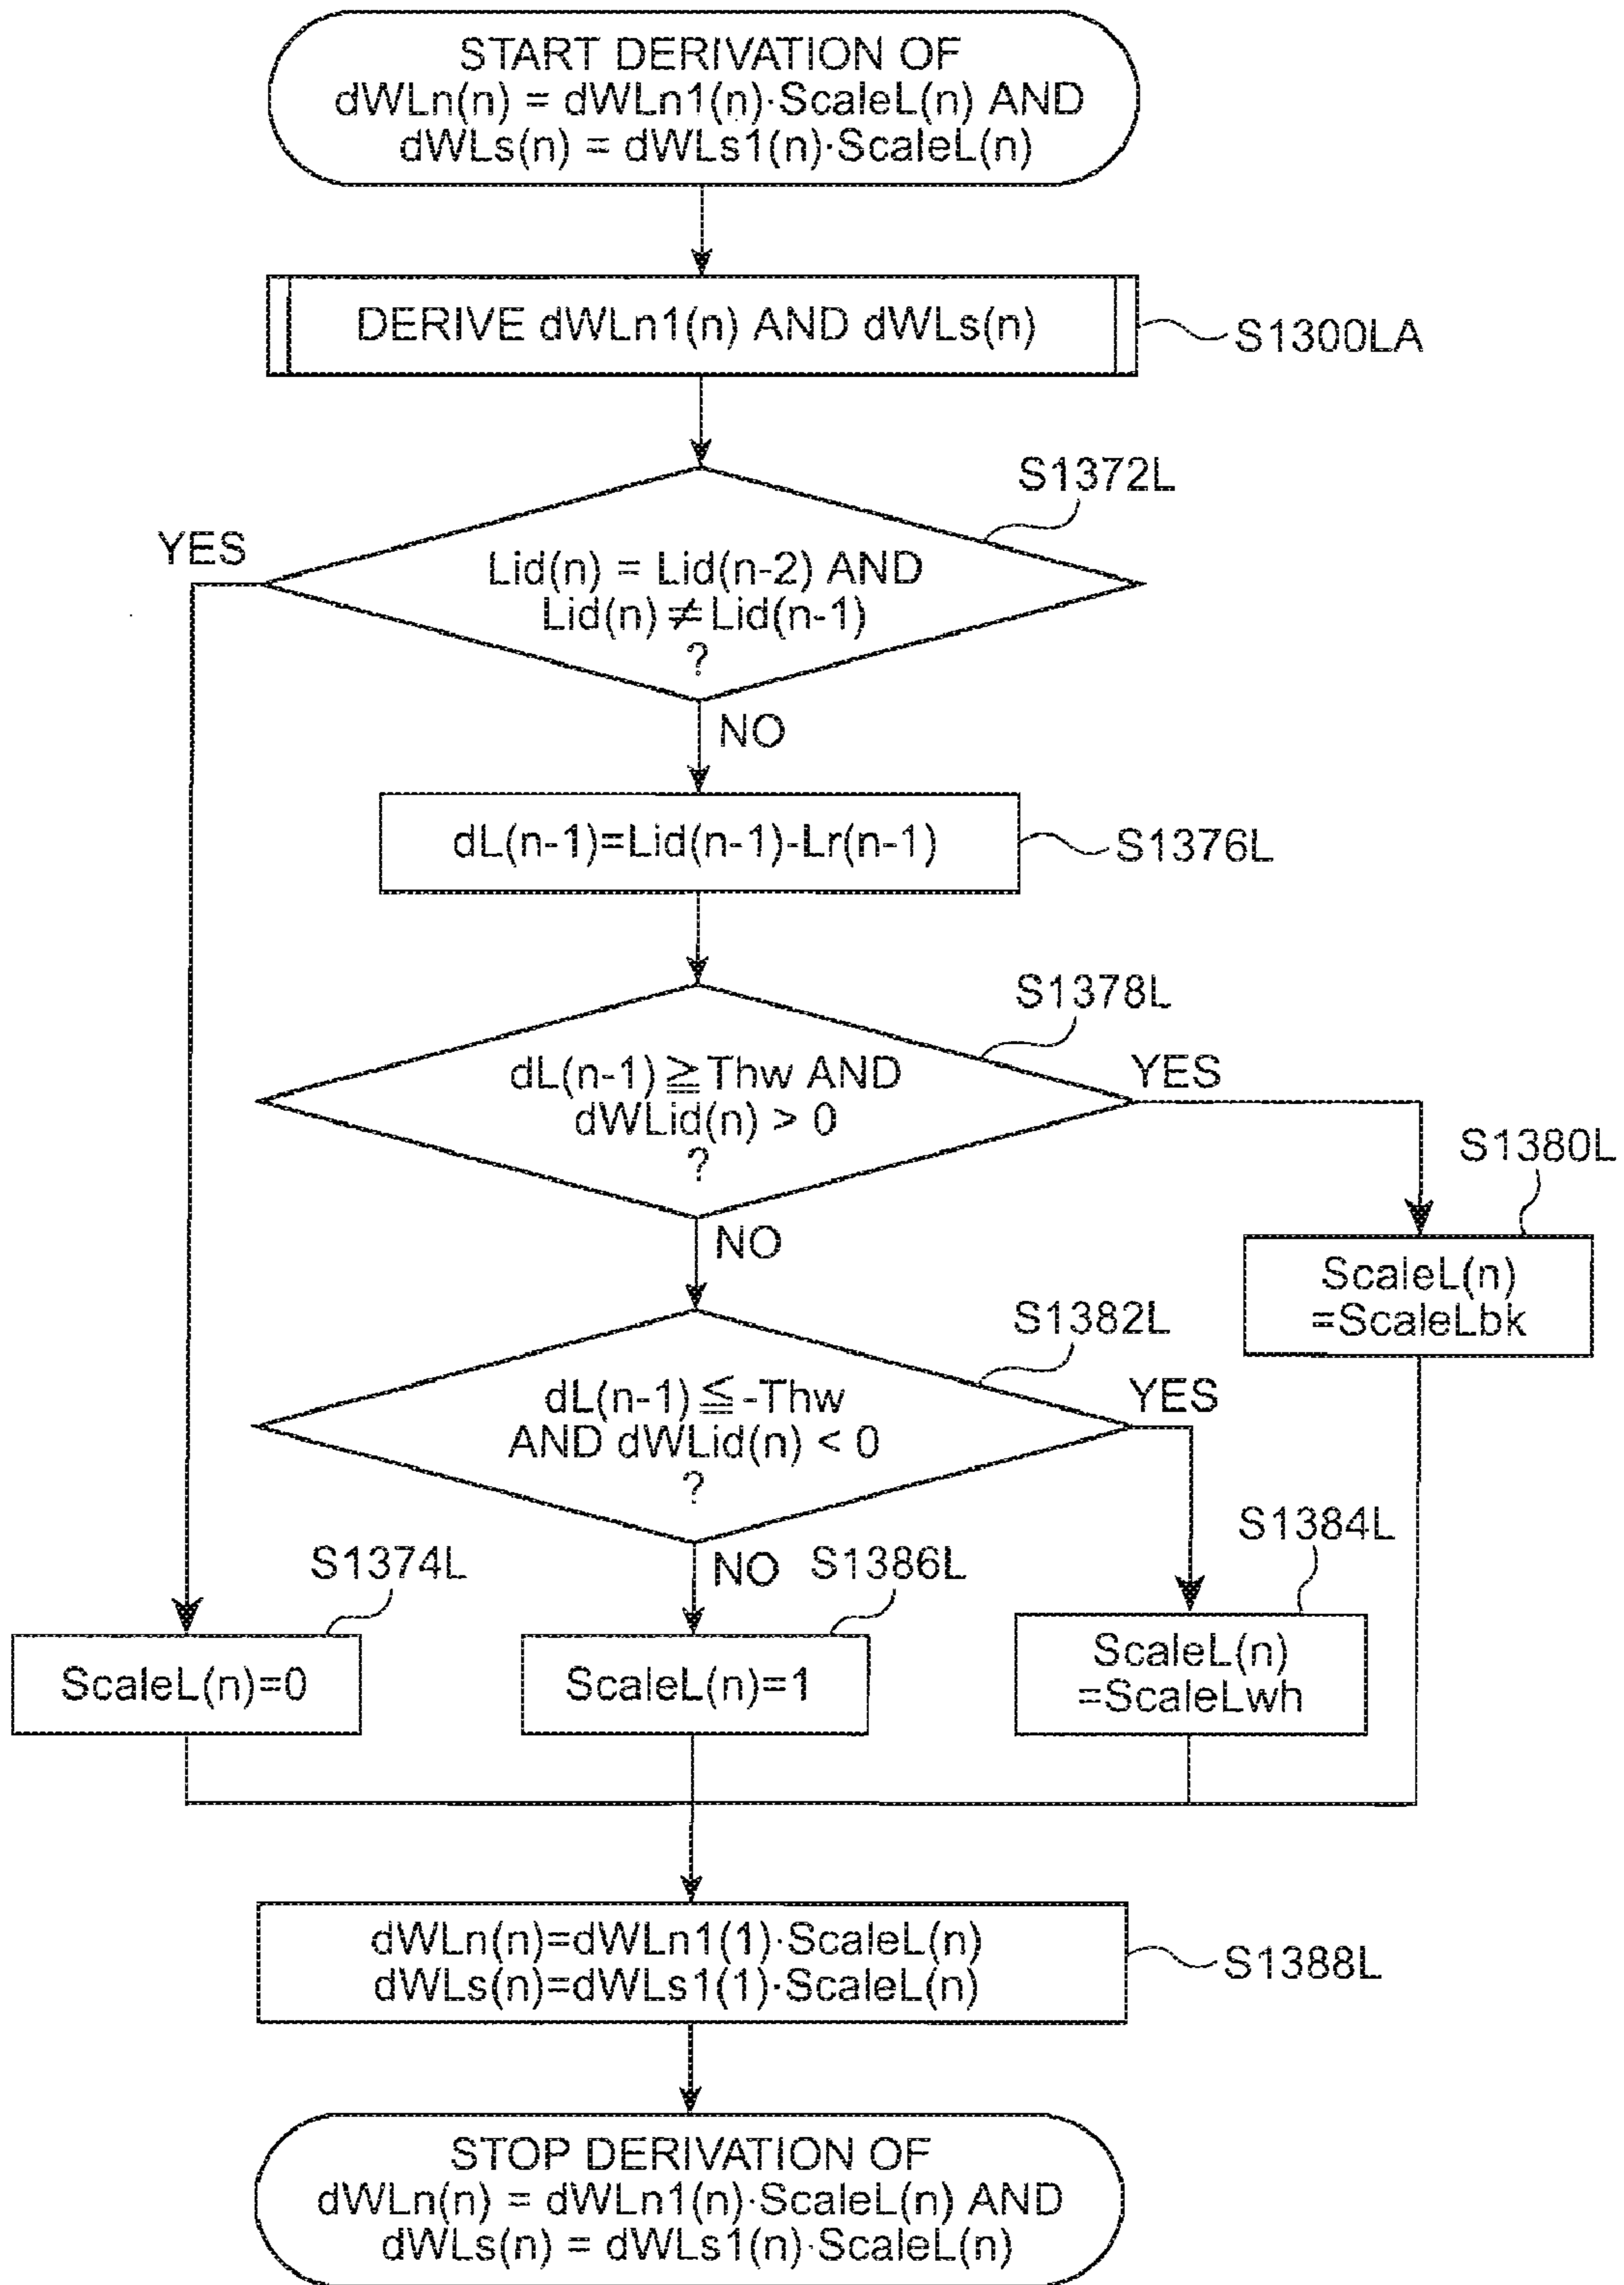 START DERIVATION OF
dWLn(n) = dWLn1(n)·ScaleL(n) AND
dWLs(n) = dWLs1(n)·ScaleL(n)
DERIVE dWLn1(n) AND dWLs(n)
S1300LA
S1372L
YES
Lid(n) = Lid(n-2) AND
Lid(n) ≠ Lid(n-1)
?
NO
dL(n-1)=Lid(n-1)-Lr(n-1)
S1376L
S1378L
dL(n-1) ≧ Thw AND
dWLid(n) > 0
?
YES
S1380L
NO
ScaleL(n)
=ScaleLbk
S1382L
dL(n-1) ≦ -Thw
AND dWLid(n) < 0
?
YES
S1384L
NO
S1374L
S1386L
ScaleL(n)=0
ScaleL(n)=1
ScaleL(n)
=ScaleLwh
dWLn(n)=dWLn1(1)·ScaleL(n)
dWLs(n)=dWLs1(1)·ScaleL(n)
S1388L
STOP DERIVATION OF
dWLn(n) = dWLn1(n)·ScaleL(n) AND
dWLs(n) = dWLs1(n)·ScaleL(n)